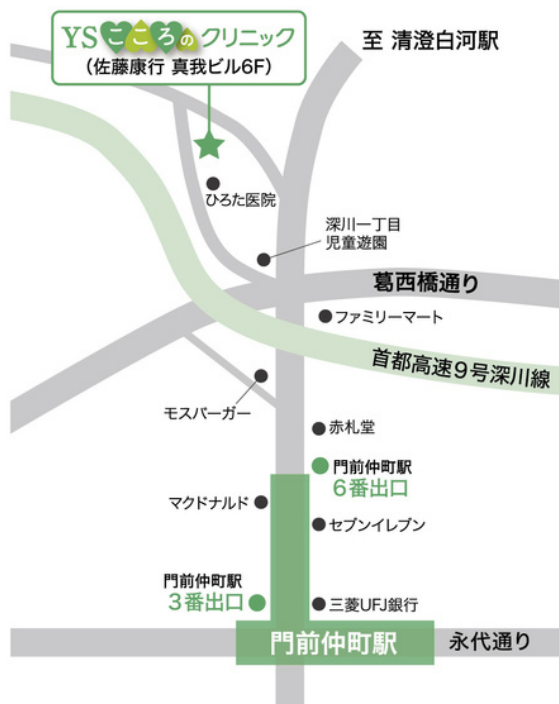 YSこころのクリニック
(佐藤康行 真我ビル6F)
至 清澄白河駅
ひろた医院
深川一丁目
児童遊園
葛西橋通り
ファミリーマート
首都高速9号深川線
モスバーガー
赤札堂
門前仲町駅
6番出口
マクドナルド
セブンイレブン
門前仲町駅
3番出口
三菱UFJ銀行
門前仲町駅
永代通り